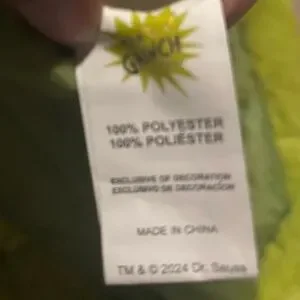 GRINCH
100% POLYESTER
100% POLIÉSTER
EXCLUSIVE OF DECORATION
EXCLUSIVO DE DECORACION
MADE IN CHINA
TM & © 2024 Dr. Seuss